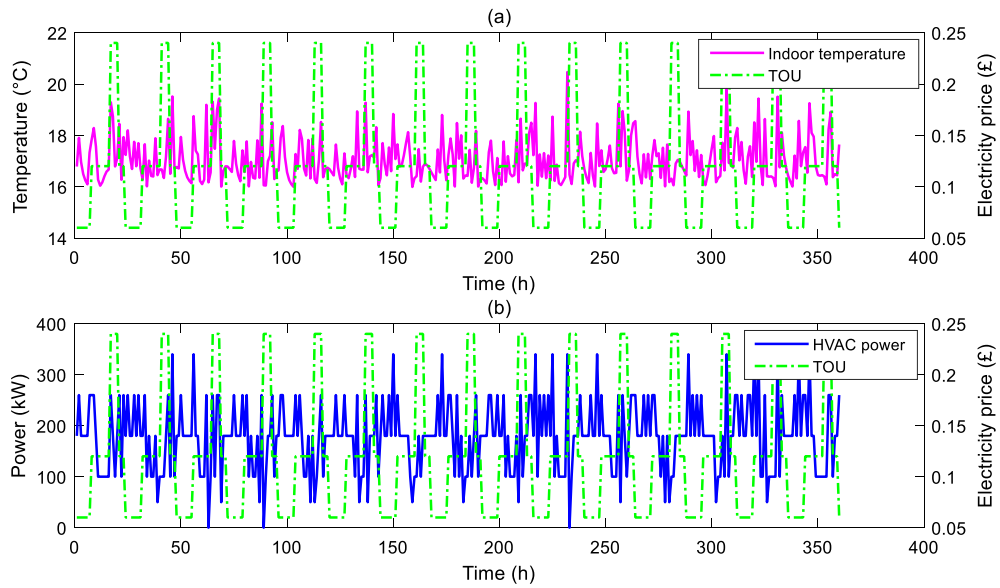 (a)
22
20
18
16
14
Temperature (°C)
0.25
0.2
0.15
0.1
0.05
Electricity price (£)
Indoor temperature
TOU
0 50 100 150 200 250 300 350 400
Time (h)
(b)
400
300
200
100
0
Power (kW)
0.25
0.2
0.15
0.1
0.05
Electricity price (£)
HVAC power
TOU
0 50 100 150 200 250 300 350 400
Time (h)